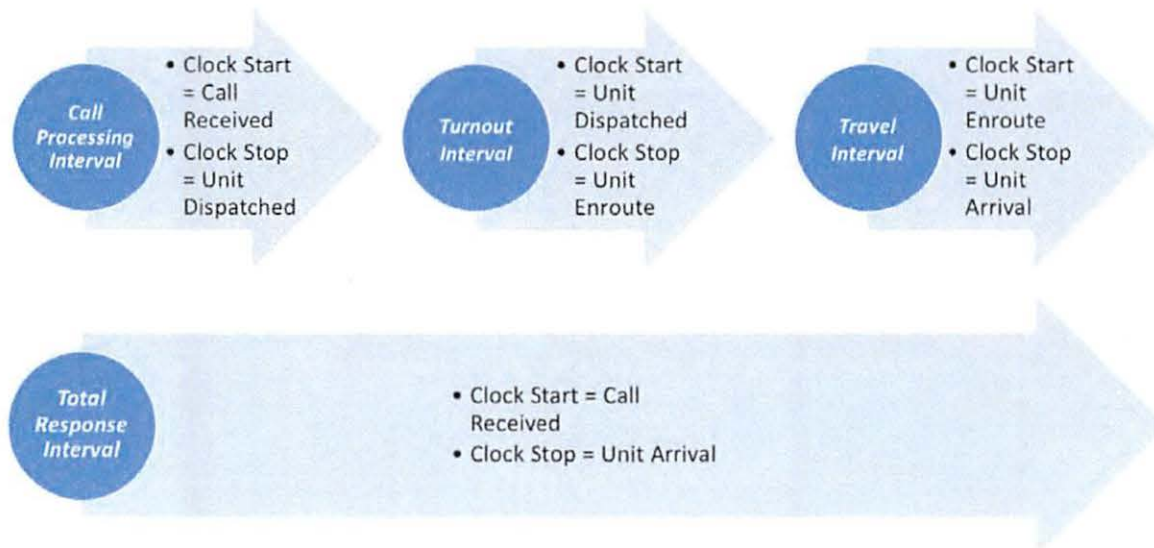 Call
Processing
Interval
• Clock Start
= Call
Received
• Clock Stop
= Unit
Dispatched
Turnout
Interval
• Clock Start
= Unit
Dispatched
• Clock Stop
= Unit
Enroute
Travel
Interval
• Clock Start
= Unit
Enroute
• Clock Stop
= Unit
Arrival
Total
Response
Interval
• Clock Start = Call
Received
• Clock Stop = Unit Arrival